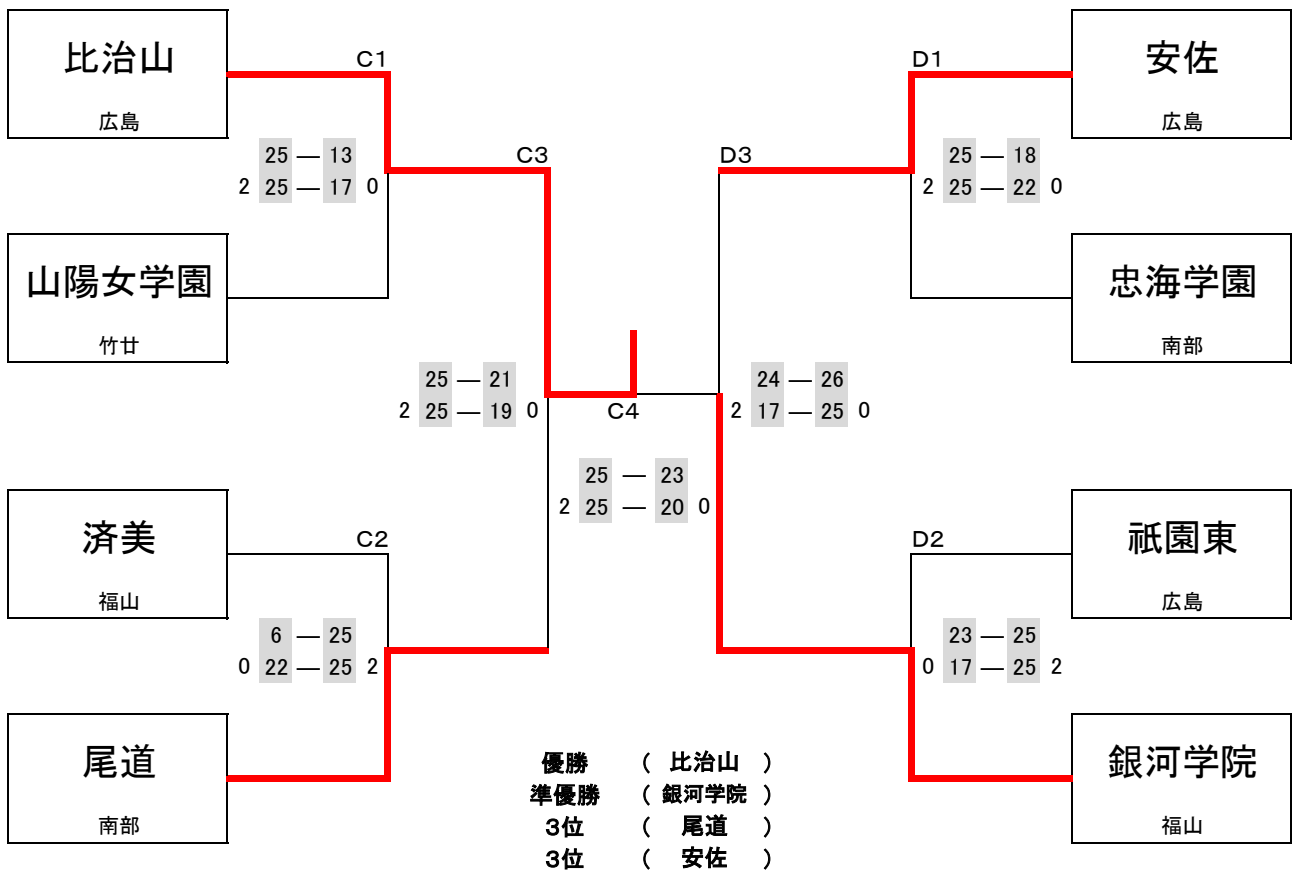 比治山
広島
C1
D1
安佐
広島
25 — 13
2 25 — 17 0
C3
D3
25 — 18
2 25 — 22 0
山陽女学園
竹廿
忠海学園
南部
25 — 21
2 25 — 19 0
C4
24 — 26
2 17 — 25 0
25 — 23
2 25 — 20 0
済美
福山
C2
D2
祇園東
広島
6 — 25
0 22 — 25 2
23 — 25
0 17 — 25 2
尾道
南部
銀河学院
福山
優勝 ( 比治山 )
準優勝 ( 銀河学院 )
3位 ( 尾道 )
3位 ( 安佐 )